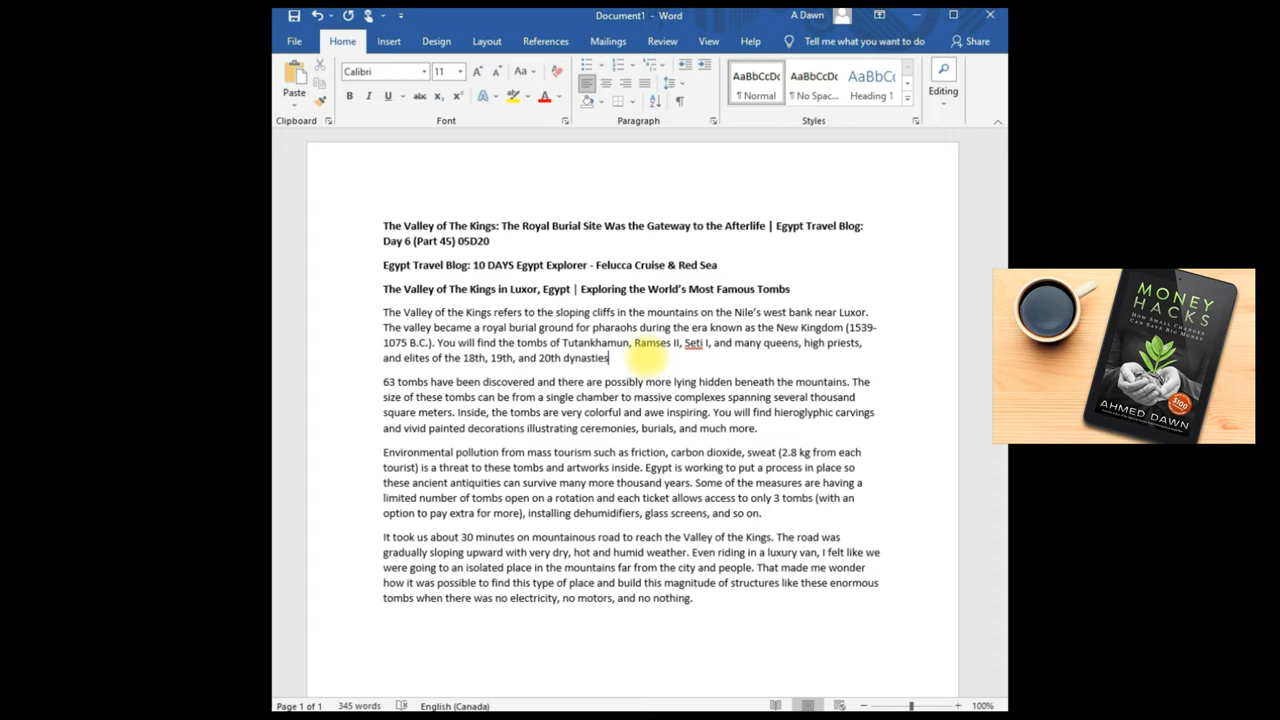 Document1 - Word
A Dawn
File Home Insert Design Layout References Mailings Review View Help Tell me what you want to do Share
Paste
Calibri 11 Aa
B I U abc x₂ x² A aby A
AaBbCcDc AaBbCcDc AaBbCc
¶ Normal ¶ No Spac... Heading 1
Editing
Clipboard Font Paragraph Styles
The Valley of The Kings: The Royal Burial Site Was the Gateway to the Afterlife | Egypt Travel Blog:
Day 6 (Part 45) 05D20
Egypt Travel Blog: 10 DAYS Egypt Explorer - Felucca Cruise & Red Sea
The Valley of The Kings in Luxor, Egypt | Exploring the World's Most Famous Tombs
The Valley of the Kings refers to the sloping cliffs in the mountains on the Nile's west bank near Luxor.
The valley became a royal burial ground for pharaohs during the era known as the New Kingdom (1539-
1075 B.C.). You will find the tombs of Tutankhamun, Ramses II, Seti I, and many queens, high priests,
and elites of the 18th, 19th, and 20th dynasties
63 tombs have been discovered and there are possibly more lying hidden beneath the mountains. The
size of these tombs can be from a single chamber to massive complexes spanning several thousand
square meters. Inside, the tombs are very colorful and awe inspiring. You will find hieroglyphic carvings
and vivid painted decorations illustrating ceremonies, burials, and much more.
Environmental pollution from mass tourism such as friction, carbon dioxide, sweat (2.8 kg from each
tourist) is a threat to these tombs and artworks inside. Egypt is working to put a process in place so
these ancient antiquities can survive many more thousand years. Some of the measures are having a
limited number of tombs open on a rotation and each ticket allows access to only 3 tombs (with an
option to pay extra for more), installing dehumidifiers, glass screens, and so on.
It took us about 30 minutes on mountainous road to reach the Valley of the Kings. The road was
gradually sloping upward with very dry, hot and humid weather. Even riding in a luxury van, I felt like we
were going to an isolated place in the mountains far from the city and people. That made me wonder
how it was possible to find this type of place and build this magnitude of structures like these enormous
tombs when there was no electricity, no motors, and no nothing.
MONEY
HACKS
HOW SMALL CHANGES
CAN SAVE BIG MONEY
$100
AHMED DAWN
Page 1 of 1 345 words English (Canada) 100%